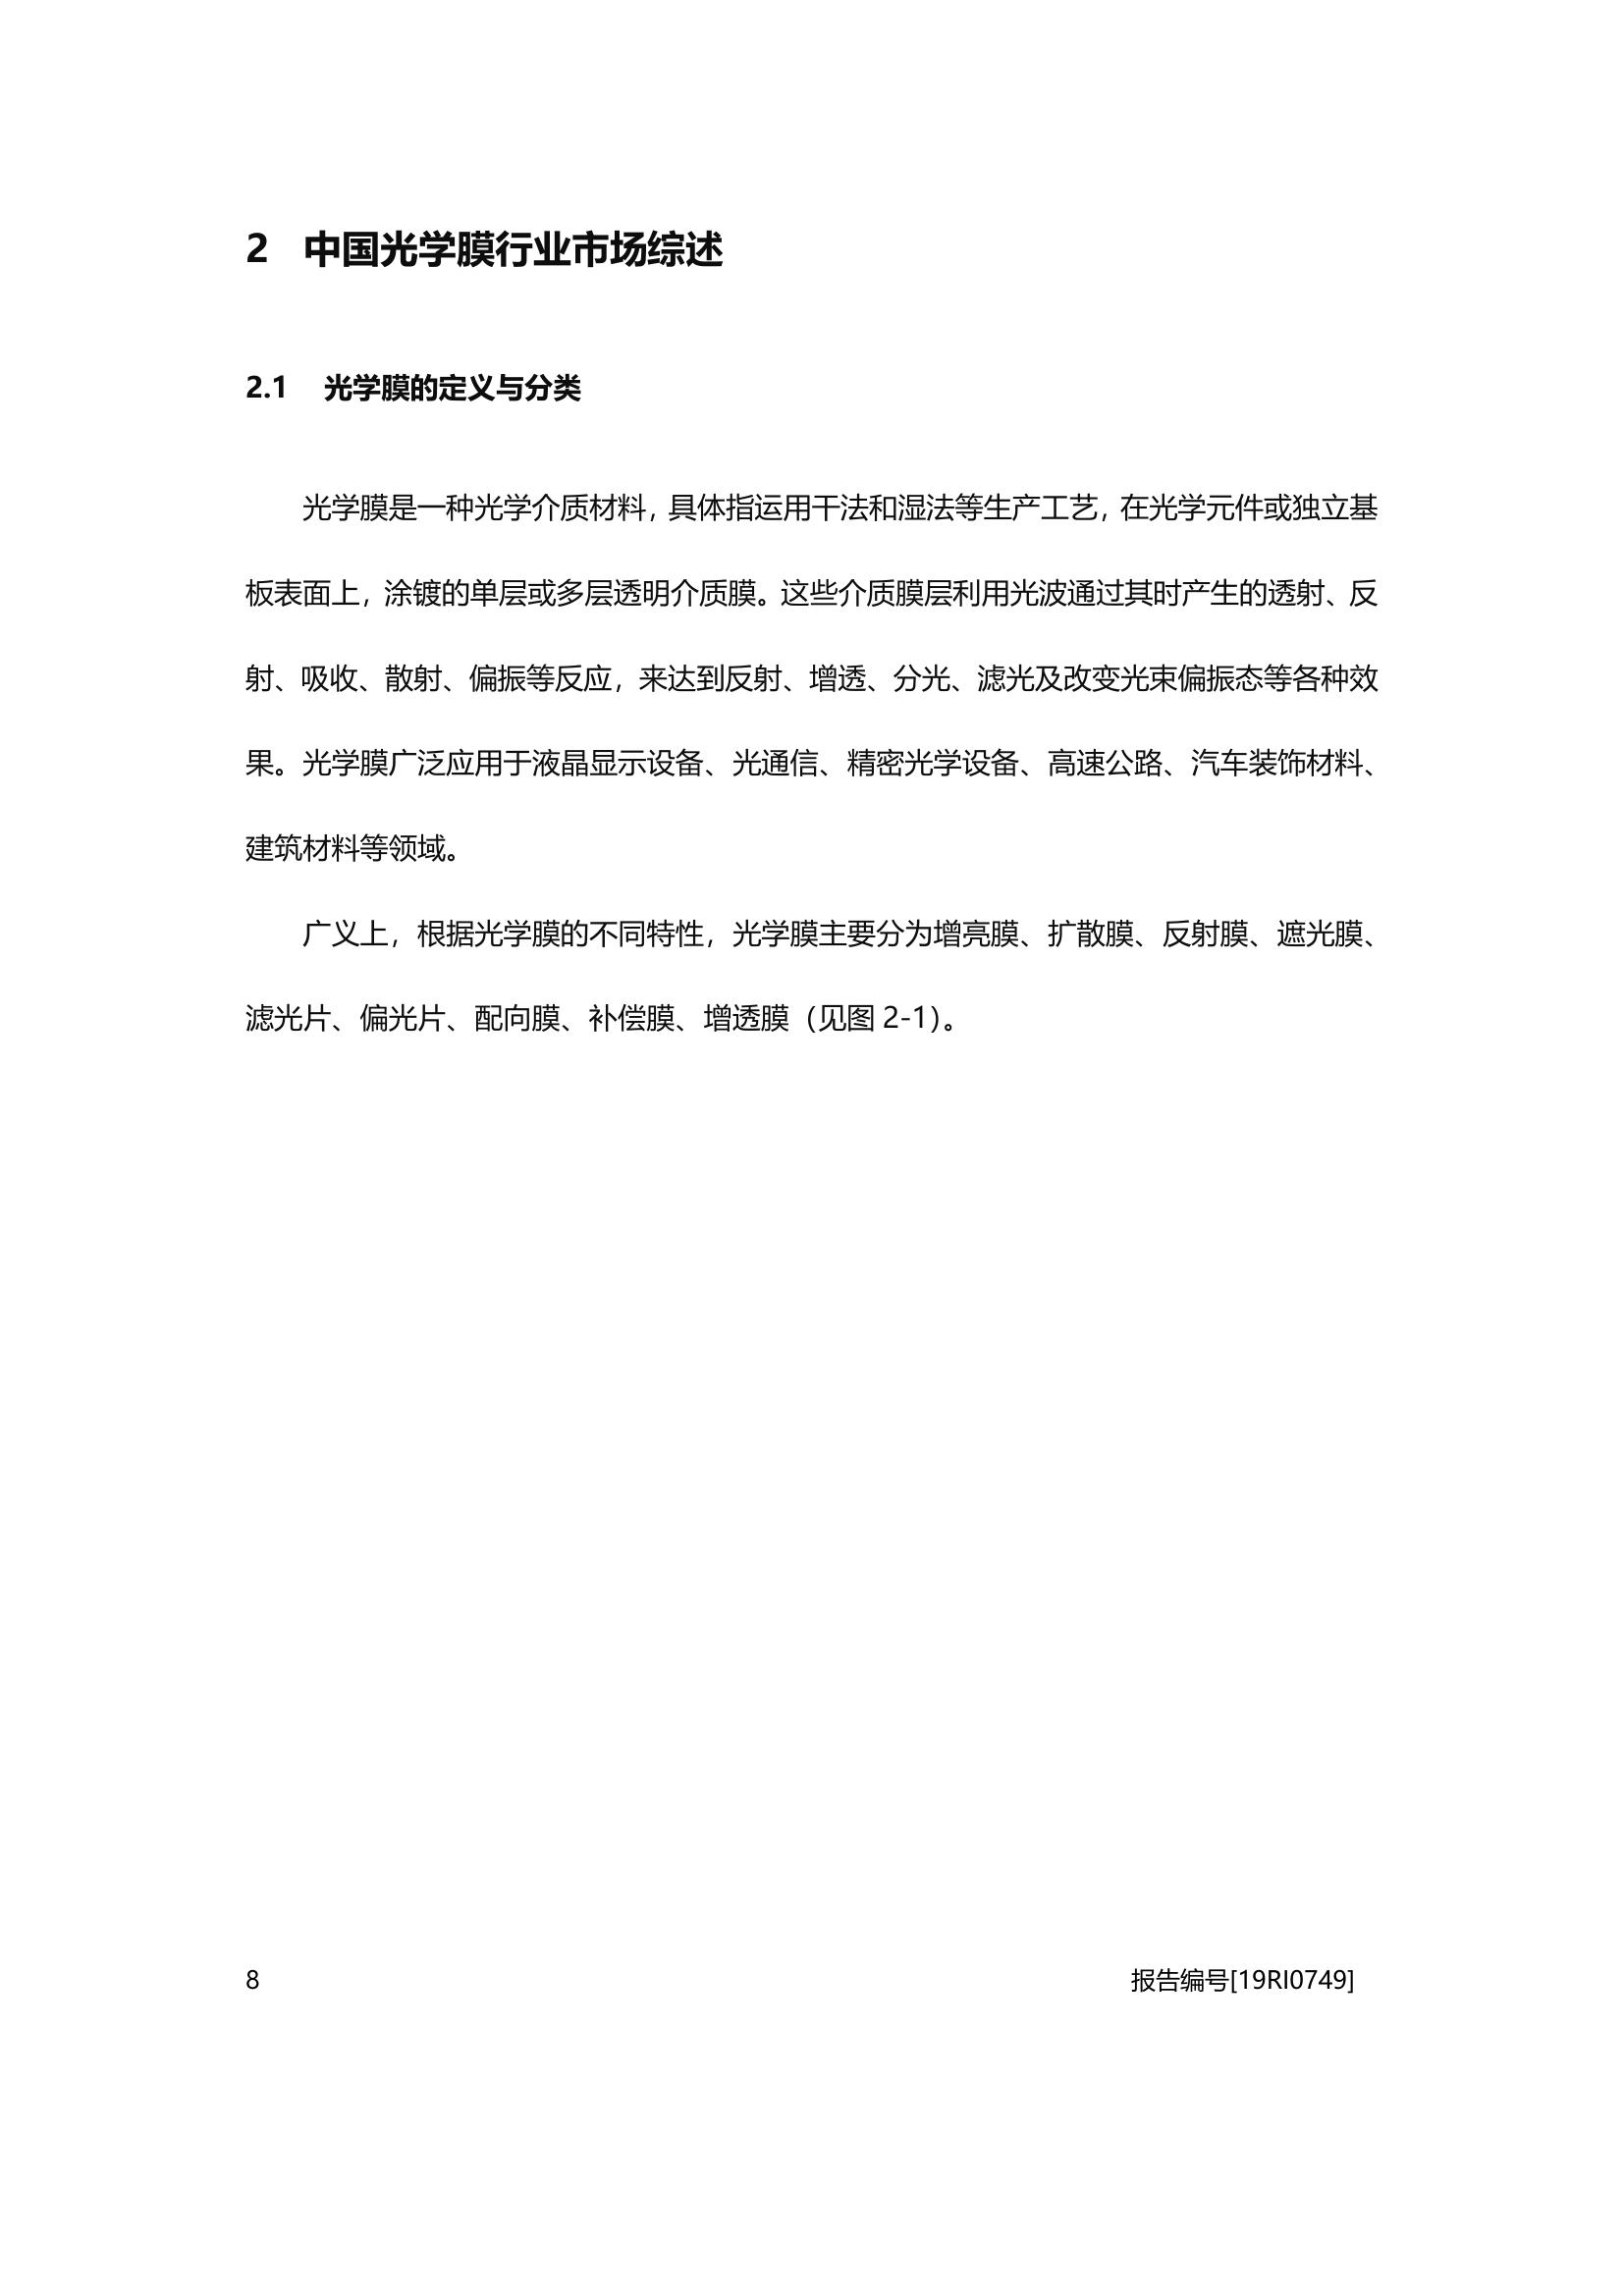 2 中国光学膜行业市场综述
2.1 光学膜的定义与分类
光学膜是一种光学介质材料，具体指运用干法和湿法等生产工艺，在光学元件或独立基
板表面上，涂镀的单层或多层透明介质膜。这些介质膜层利用光波通过其时产生的透射、反
射、吸收、散射、偏振等反应，来达到反射、增透、分光、滤光及改变光束偏振态等各种效
果。光学膜广泛应用于液晶显示设备、光通信、精密光学设备、高速公路、汽车装饰材料、
建筑材料等领域。
广义上，根据光学膜的不同特性，光学膜主要分为增亮膜、扩散膜、反射膜、遮光膜、
滤光片、偏光片、配向膜、补偿膜、增透膜（见图 2-1）。
8 报告编号[19RI0749]